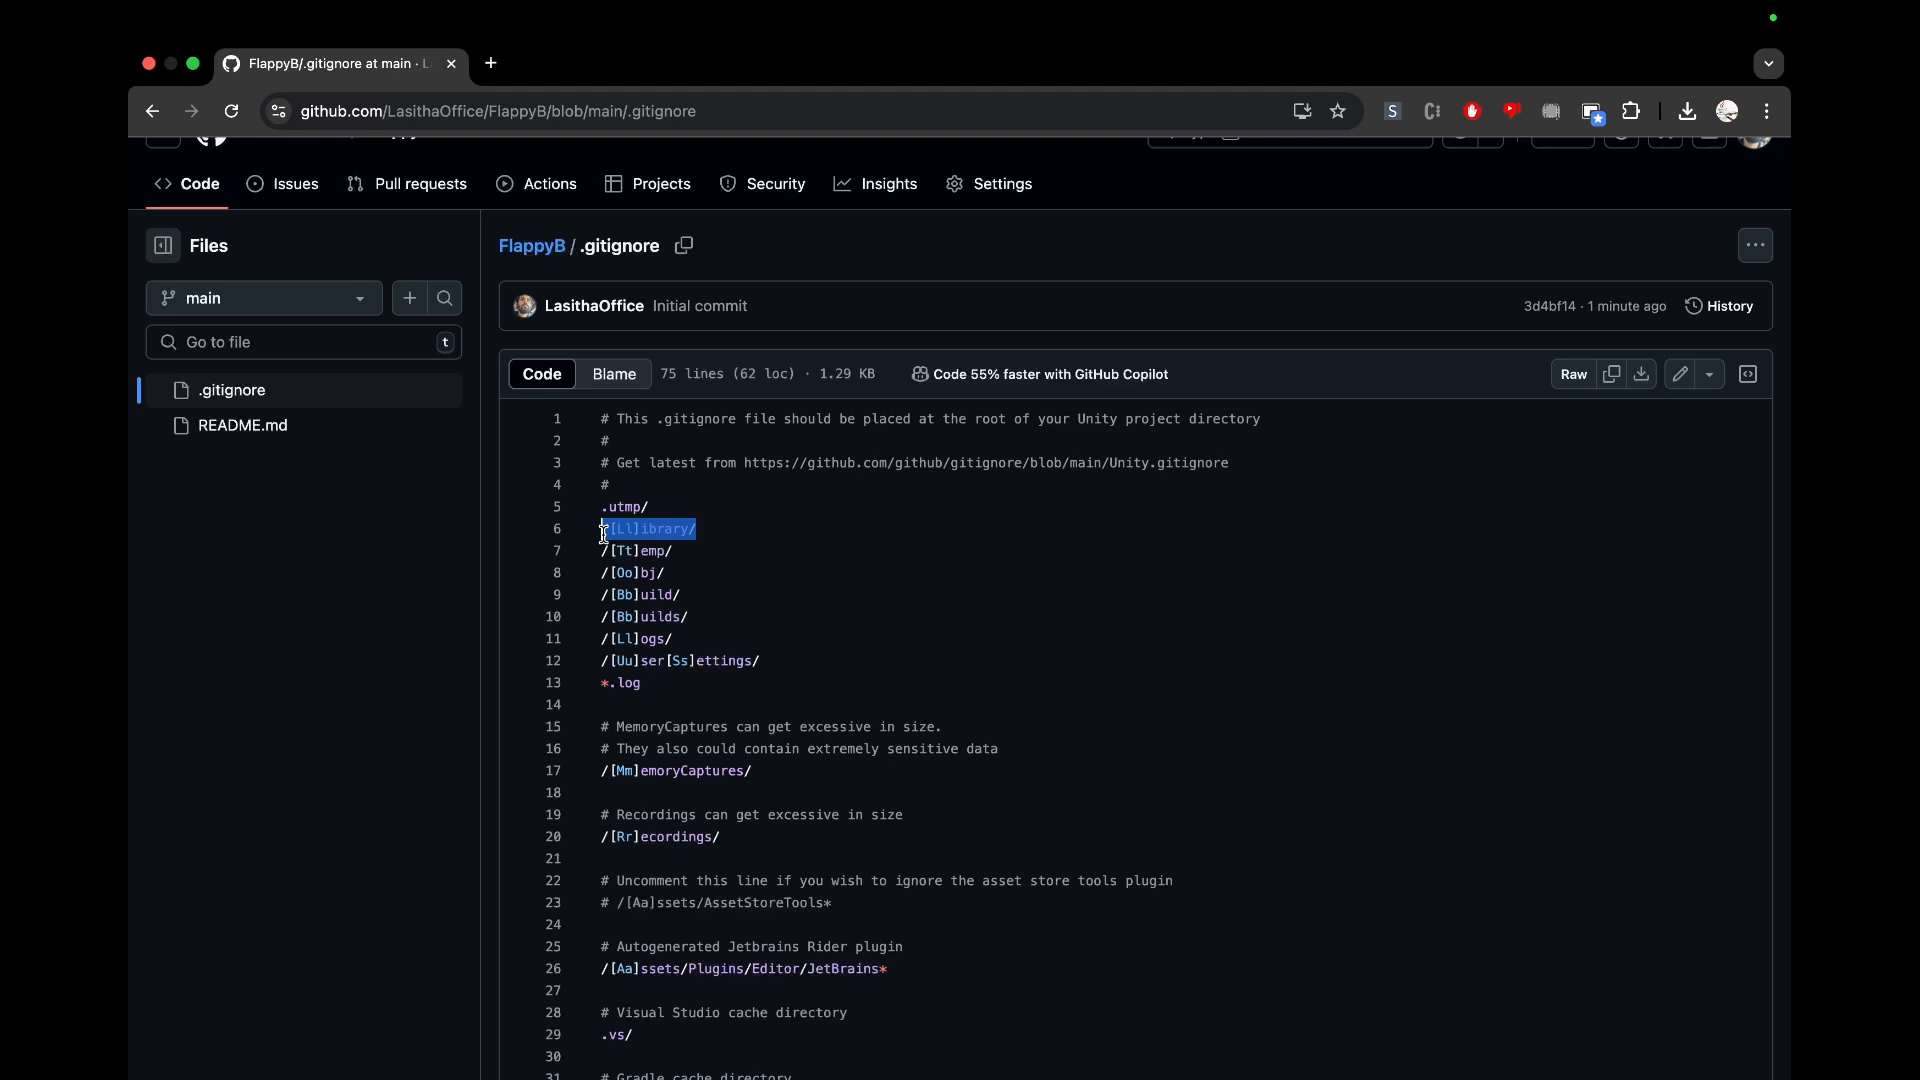 FlappyB/.gitignore at main · L
github.com/LasithaOffice/FlappyB/blob/main/.gitignore
Code
Issues
Pull requests
Actions
Projects
Security
Insights
Settings
Files
main
Go to file
t
.gitignore
README.md
FlappyB / .gitignore
LasithaOffice Initial commit
3d4bf14 · 1 minute ago
History
Code
Blame
75 lines (62 loc) · 1.29 KB
Code 55% faster with GitHub Copilot
Raw
1 # This .gitignore file should be placed at the root of your Unity project directory
2 #
3 # Get latest from https://github.com/github/gitignore/blob/main/Unity.gitignore
4 #
5 .utmp/
6 /[Ll]ibrary/
7 /[Tt]emp/
8 /[Oo]bj/
9 /[Bb]uild/
10 /[Bb]uilds/
11 /[Ll]ogs/
12 /[Uu]ser[Ss]ettings/
13 *.log
14
15 # MemoryCaptures can get excessive in size.
16 # They also could contain extremely sensitive data
17 /[Mm]emoryCaptures/
18
19 # Recordings can get excessive in size
20 /[Rr]ecordings/
21
22 # Uncomment this line if you wish to ignore the asset store tools plugin
23 # /[Aa]ssets/AssetStoreTools*
24
25 # Autogenerated Jetbrains Rider plugin
26 /[Aa]ssets/Plugins/Editor/JetBrains*
27
28 # Visual Studio cache directory
29 .vs/
30
31 # Gradle cache directory